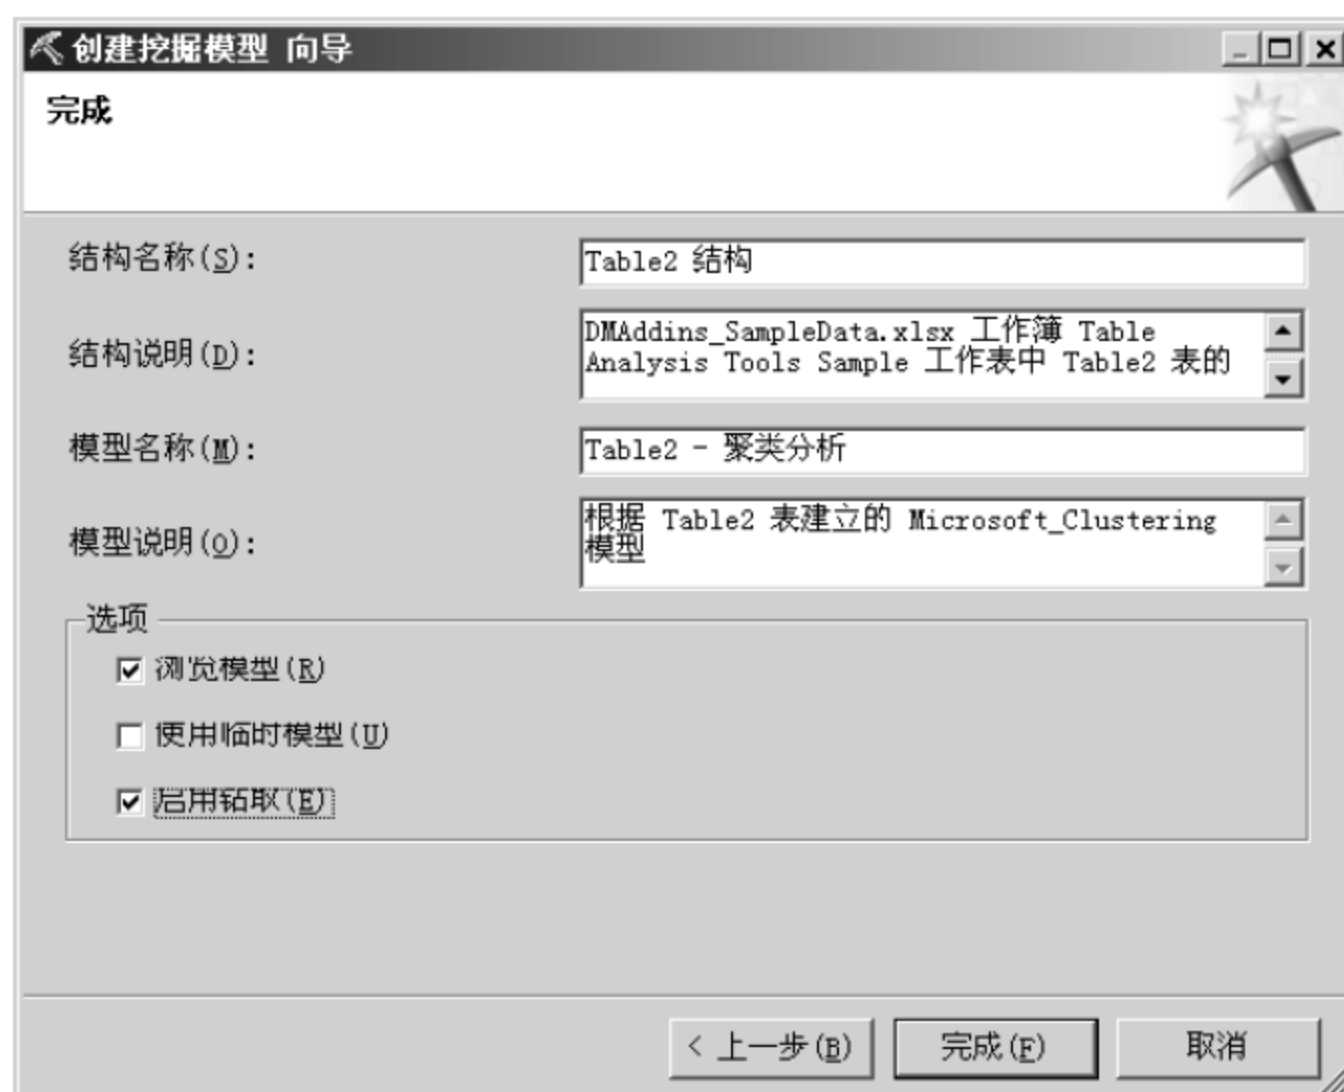 创建挖掘模型 向导
完成
结构名称(S):
Table2 结构
结构说明(D):
DMAddins_SampleData.xlsx 工作簿 Table
Analysis Tools Sample 工作表中 Table2 表的
模型名称(M):
Table2 - 聚类分析
模型说明(O):
根据 Table2 表建立的 Microsoft_Clustering
模型
选项
浏览模型(R)
使用临时模型(U)
启用钻取(E)
< 上一步(B)
完成(F)
取消